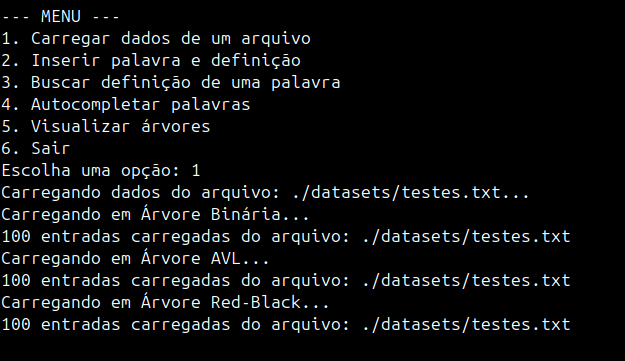 --- MENU ---
1. Carregar dados de um arquivo
2. Inserir palavra e definição
3. Buscar definição de uma palavra
4. Autocompletar palavras
5. Visualizar árvores
6. Sair
Escolha uma opção: 1
Carregando dados do arquivo: ./datasets/testes.txt...
Carregando em Árvore Binária...
100 entradas carregadas do arquivo: ./datasets/testes.txt
Carregando em Árvore AVL...
100 entradas carregadas do arquivo: ./datasets/testes.txt
Carregando em Árvore Red-Black...
100 entradas carregadas do arquivo: ./datasets/testes.txt